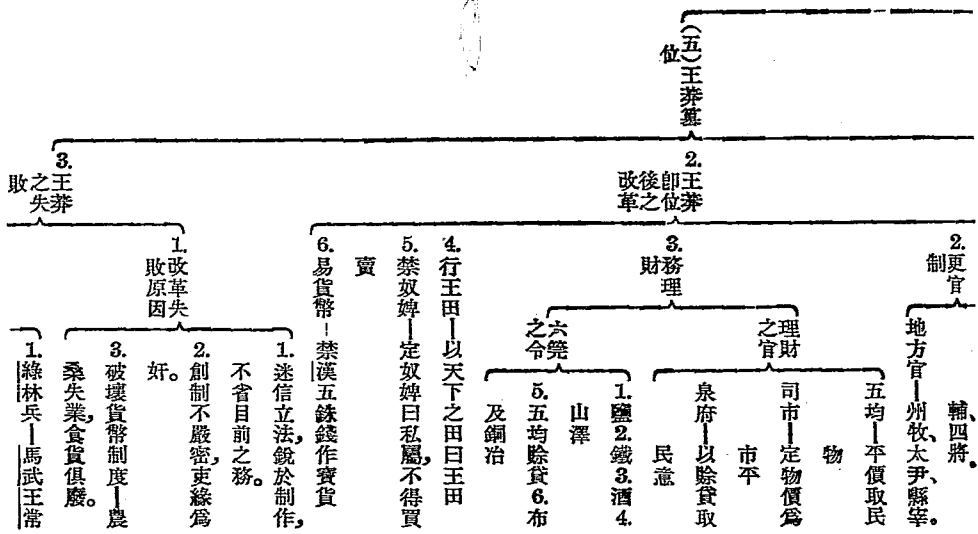 (五)王莽篡
位
2.王莽
即位
後之
改革
2.更官
制
輔、四將。
地方官—州牧、太尹、縣宰。
3.務理
財
理財
之官
五均—平價取民
物
司市—定物價爲
市平
泉府—以賒貸取
民意
六筦
之令
1.鹽2.鐵3.酒4.
山澤
5.五均賒貸6.布
及銅冶
4.行王田—以天下之田曰王田
5.禁奴婢—定奴婢曰私屬,不得買
賣
6.易貨幣-禁漢五銖錢作寶貨
3.王莽
之失
敗
1.改革失
敗原因
1.迷信立法,銳於制作,
不省目前之務。
2.創制不嚴密,吏緣爲
奸。
3.破壞貨幣制度—農
桑失業,食貨俱廢。
1.綠林兵—馬武王常